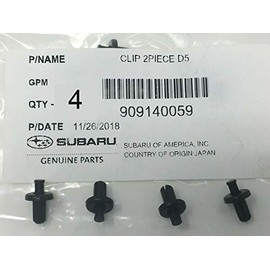 P/NAME CLIP 2PIECE D5
GPM
QTY - 4 909140059
P/DATE 11/26/2018
SUBARU SUBARU OF AMERICA, INC.
GENUINE PARTS COUNTRY OF ORIGIN:JAPAN